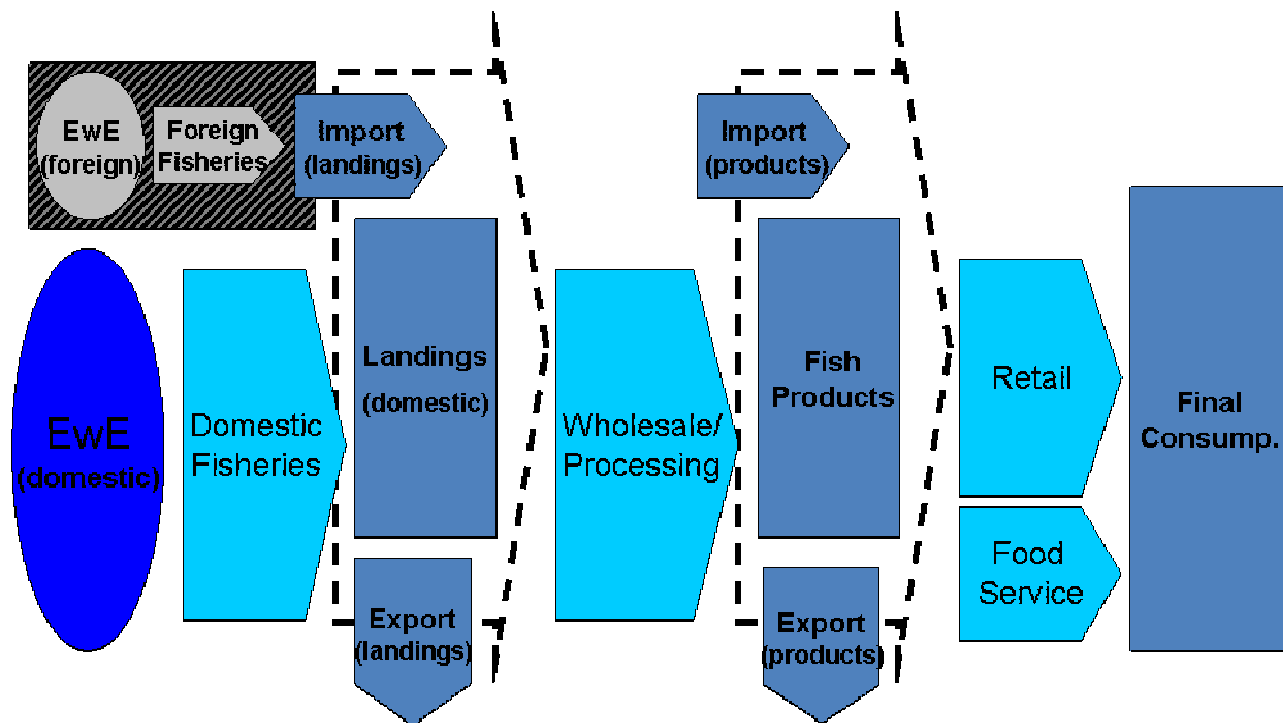 EwE
(foreign)
Foreign
Fisheries
Import
(landings)
Import
(products)
EwE
(domestic)
Domestic
Fisheries
Landings
(domestic)
Export
(landings)
Wholesale/
Processing
Fish
Products
Export
(products)
Retail
Food
Service
Final
Consump.